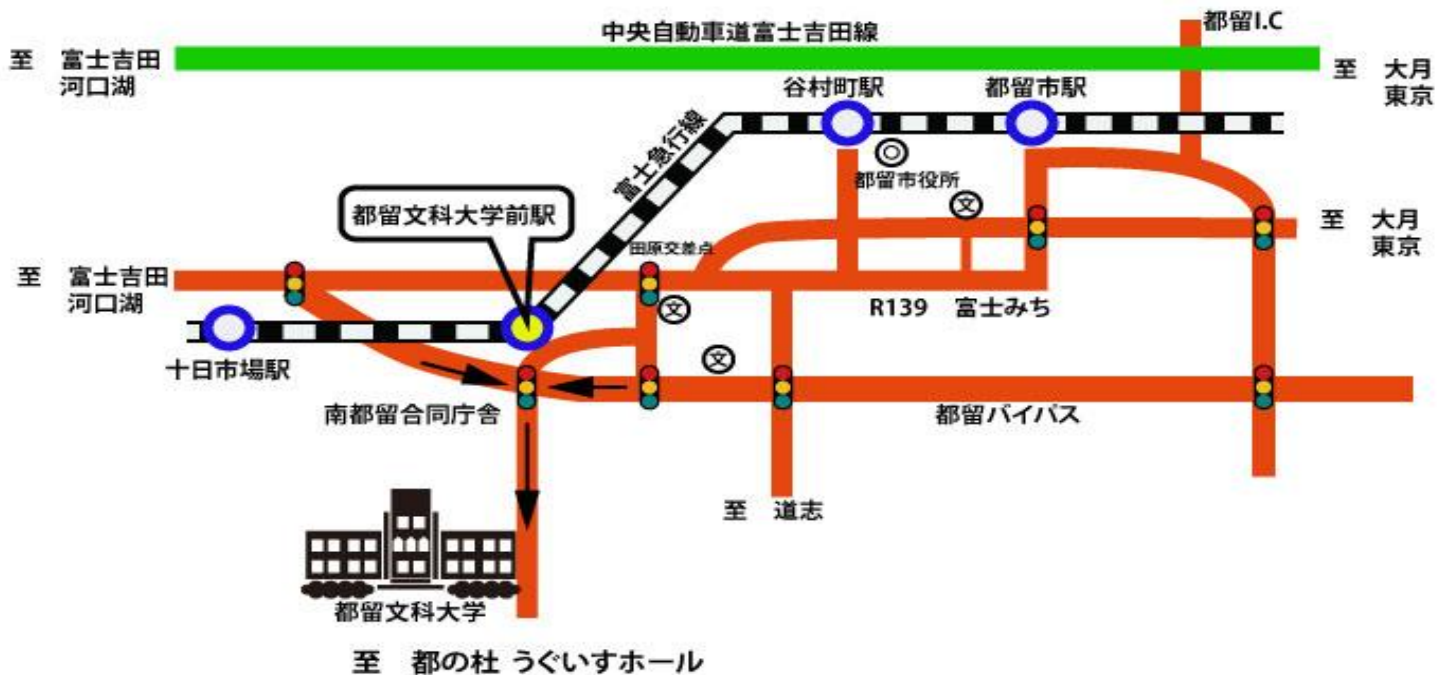 都留I.C
中央自動車道富士吉田線
至 富士吉田
河口湖
至 大月
東京
谷村町駅
都留市駅
富士急行線
都留市役所
文
都留文科大学前駅
田原交差点
至 大月
東京
至 富士吉田
河口湖
R139 富士みち
文
文
十日市場駅
南都留合同庁舎
都留バイパス
至 道志
都留文科大学
至 都の杜 うぐいすホール